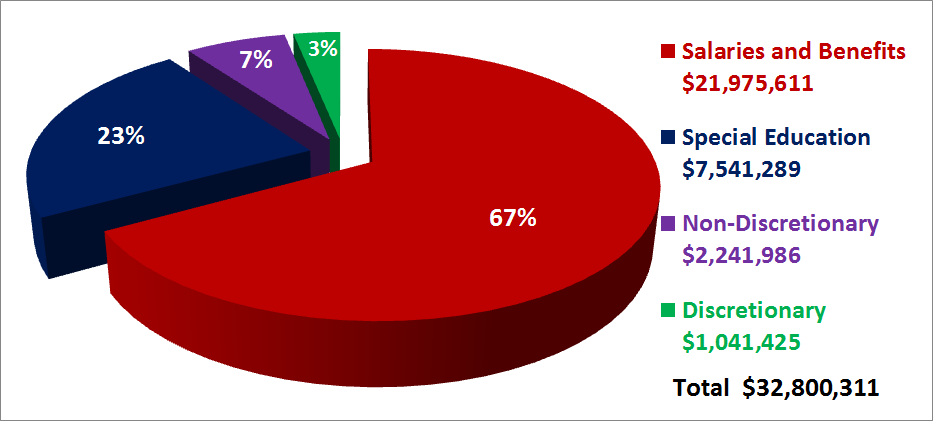 3%
7%
23%
67%
Salaries and Benefits
$21,975,611
Special Education
$7,541,289
Non-Discretionary
$2,241,986
Discretionary
$1,041,425
Total $32,800,311